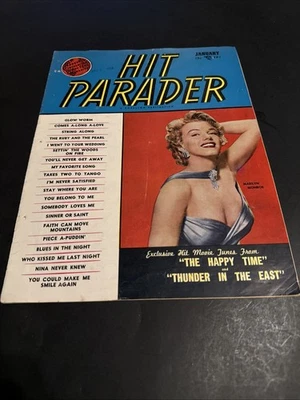 JANUARY
HIT
PARADER
GLOW WORM
COMES A-LONG A-LOVE
STRING ALONG
THE RUBY AND THE PEARL
I WENT TO YOUR WEDDING
SETTIN' THE WOODS
ON FIRE
YOU'LL NEVER GET AWAY
MY FAVORITE SONG
TAKES TWO TO TANGO
I'M NEVER SATISFIED
STAY WHERE YOU ARE
YOU BELONG TO ME
SOMEBODY LOVES ME
SINNER OR SAINT
FAITH CAN MOVE
MOUNTAINS
PIECE A-PUDDIN'
BLUES IN THE NIGHT
WHO KISSED ME LAST NIGHT
NINA NEVER KNEW
YOU COULD MAKE ME
SMILE AGAIN
MARILYN
MONROE
Exclusive Hit Movie Tunes From
"THE HAPPY TIME"
and
"THUNDER IN THE EAST"